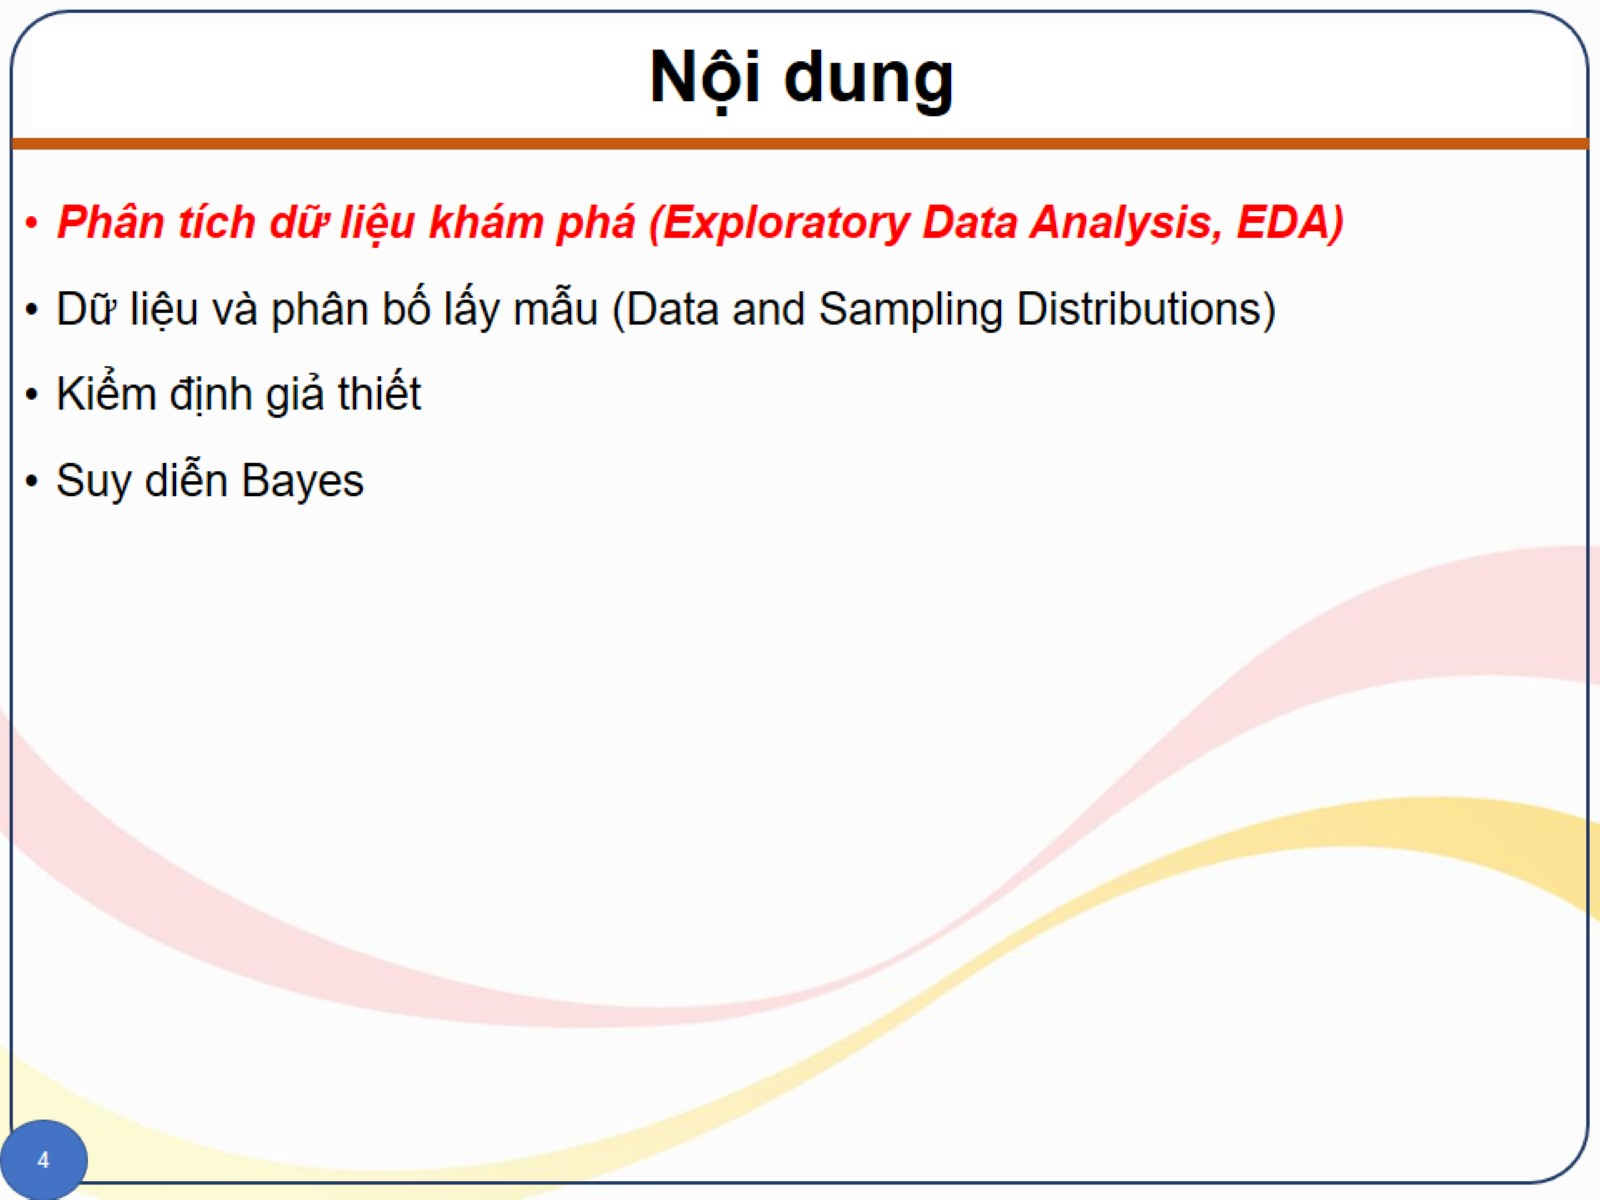 Nội dung
• Phân tích dữ liệu khám phá (Exploratory Data Analysis, EDA)
• Dữ liệu và phân bố lấy mẫu (Data and Sampling Distributions)
• Kiểm định giả thiết
• Suy diễn Bayes
4